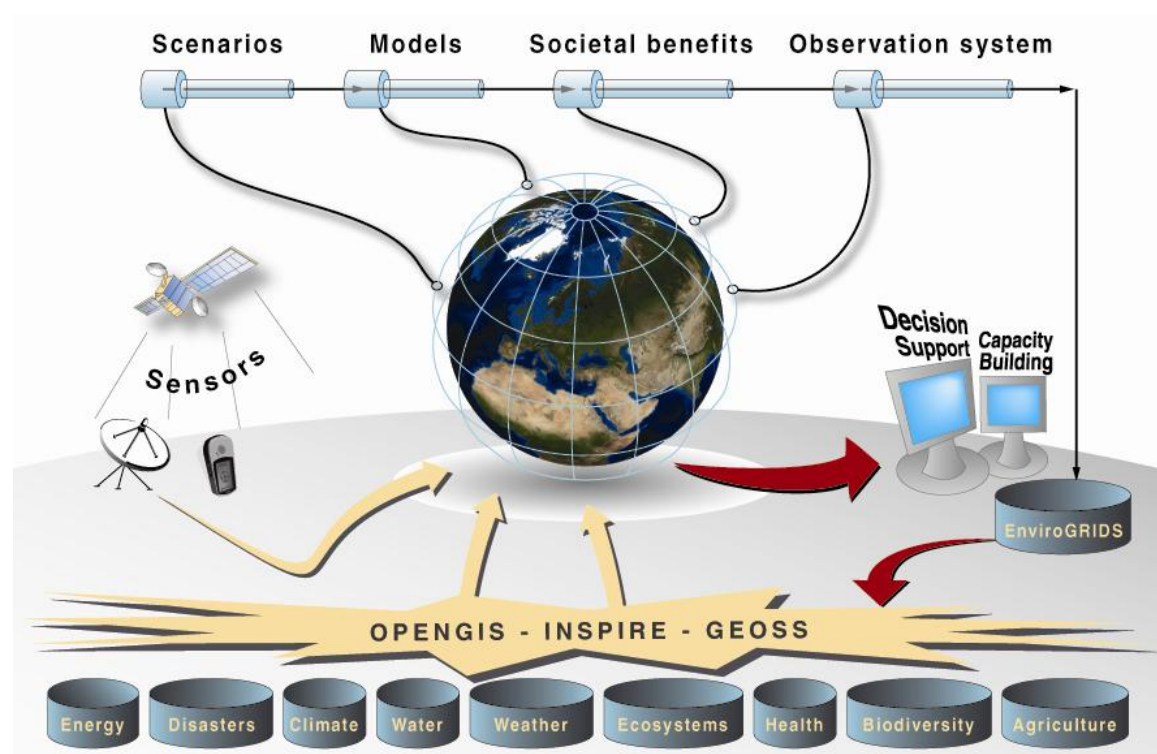 Scenarios
Models
Societal benefits
Observation system
Sensors
Decision
Support
Capacity
Building
EnviroGRIDS
OPENGIS - INSPIRE - GEOSS
Energy
Disasters
Climate
Water
Weather
Ecosystems
Health
Biodiversity
Agriculture